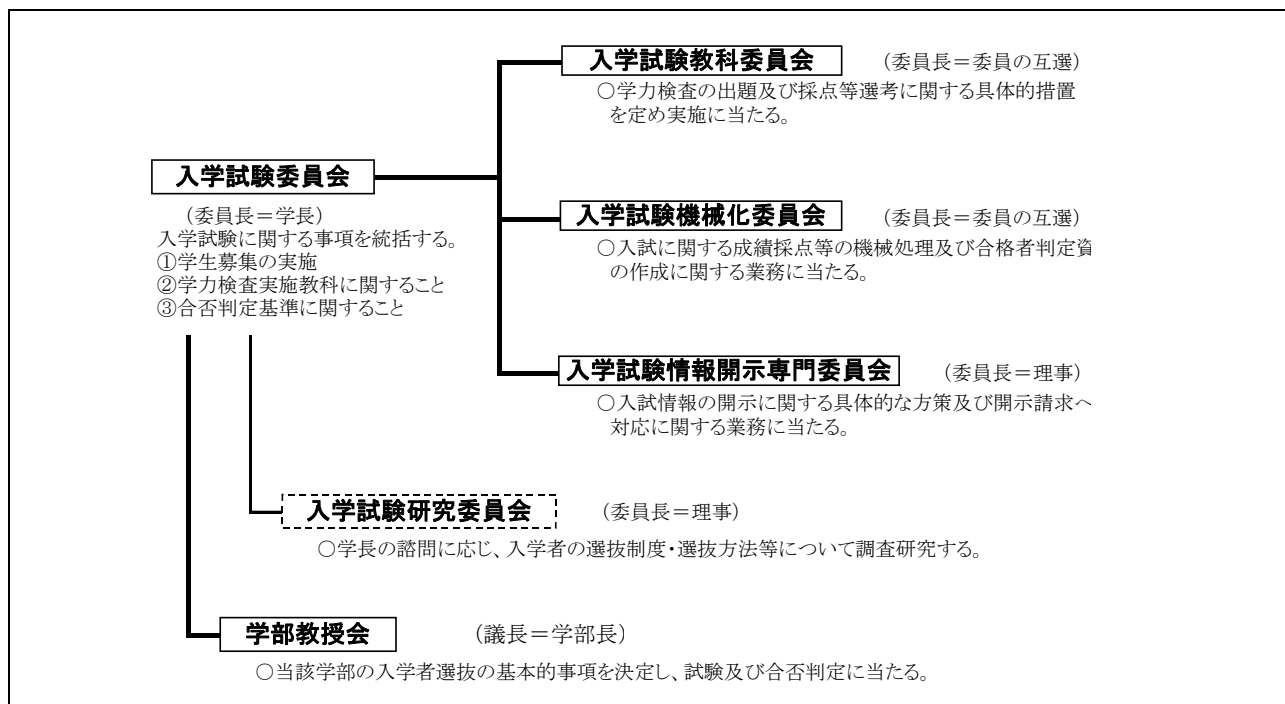 入学試験教科委員会 (委員長=委員の互選)
○学力検査の出題及び採点等選考に関する具体的措置
を定め実施に当たる。
入学試験委員会
(委員長=学長)
入学試験に関する事項を統括する。
①学生募集の実施
②学力検査実施教科に関すること
③合否判定基準に関すること
入学試験機械化委員会 (委員長=委員の互選)
○入試に関する成績採点等の機械処理及び合格者判定資
の作成に関する業務に当たる。
入学試験情報開示専門委員会 (委員長=理事)
○入試情報の開示に関する具体的な方策及び開示請求へ
対応に関する業務に当たる。
入学試験研究委員会 (委員長=理事)
○学長の諮問に応じ、入学者の選抜制度・選抜方法等について調査研究する。
学部教授会 (議長=学部長)
○当該学部の入学者選抜の基本的事項を決定し、試験及び合否判定に当たる。